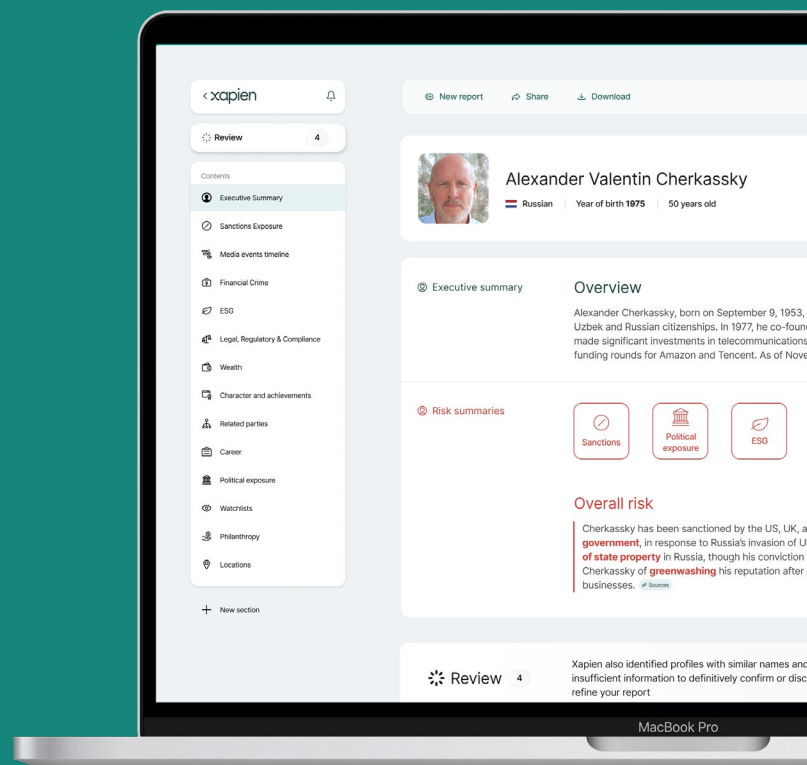 xapien
New report
Share
Download
Review
4
Contents
Executive Summary
Sanctions Exposure
Media events timeline
Financial Crime
ESG
Legal, Regulatory & Compliance
Wealth
Character and achievements
Related parties
Career
Political exposure
Watchlists
Philanthropy
Locations
New section
Alexander Valentin Cherkassky
Russian
Year of birth 1975
50 years old
Executive summary
Overview
Alexander Cherkassky, born on September 9, 1953,
Uzbek and Russian citizenships. In 1977, he co-foun
made significant investments in telecommunications
funding rounds for Amazon and Tencent. As of Nove
Risk summaries
Sanctions
Political
exposure
ESG
Overall risk
Cherkassky has been sanctioned by the US, UK, a
government, in response to Russia's invasion of U
of state property in Russia, though his conviction
Cherkassky of greenwashing his reputation after
businesses.
Sources
Review
4
Xapien also identified profiles with similar names and
insufficient information to definitively confirm or disc
refine your report
MacBook Pro